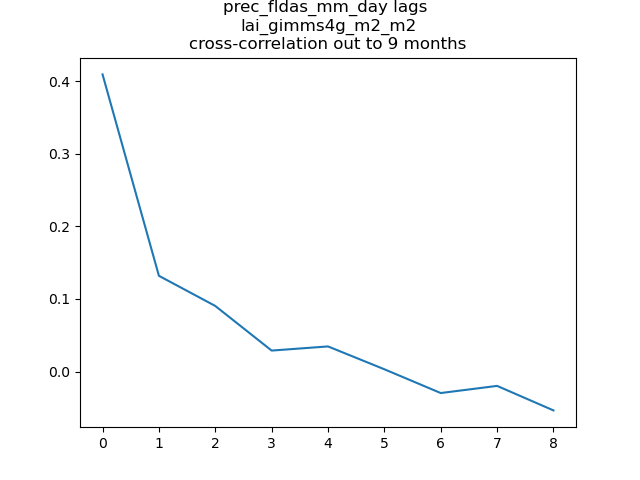 prec_fldas_mm_day lags
lai_gimms4g_m2_m2
cross-correlation out to 9 months
0.4
0.3
0.2
0.1
0.0
0 1 2 3 4 5 6 7 8